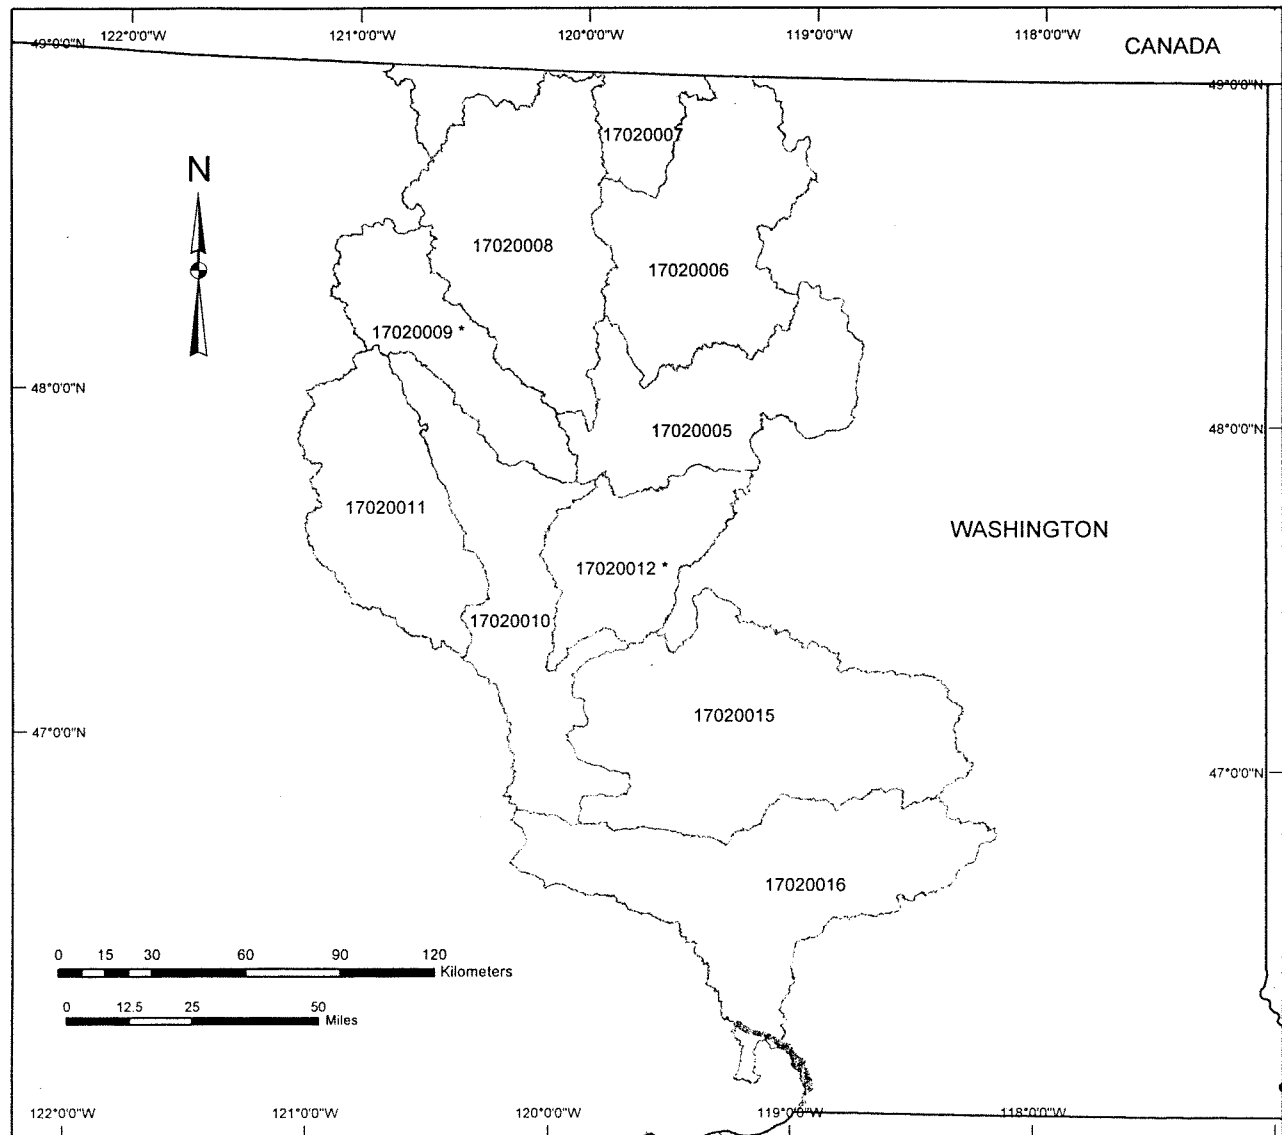 122°0'0"W 121°0'0"W 120°0'0"W 119°0'0"W 118°0'0"W
CANADA
49°0'0"N
49°0'0"N
17020007
N
17020008
17020006
17020009 *
48°0'0"N
48°0'0"N
17020005
17020011
WASHINGTON
17020012 *
17020010
17020015
47°0'0"N
47°0'0"N
17020016
0 15 30 60 90 120
Kilometers
0 12.5 25 50
Miles
122°0'0"W 121°0'0"W 120°0'0"W 119°0'0"W 118°0'0"W